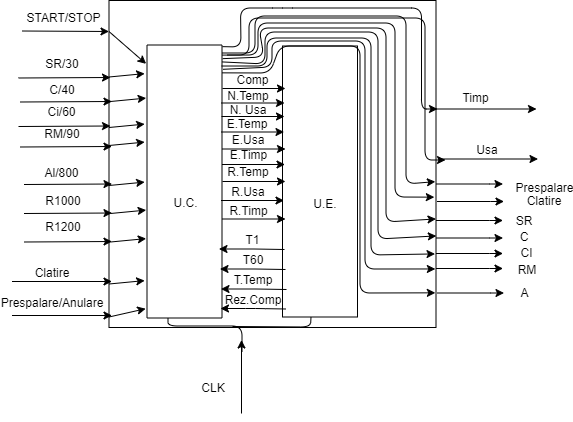 START/STOP
SR/30
C/40
Ci/60
RM/90
Al/800
R1000
R1200
Clatire
Prespalare/Anulare
U.C.
Comp
N.Temp
N. Usa
E.Temp
E.Usa
E.Timp
R.Temp
R.Usa
R.Timp
T1
T60
T.Temp
Rez.Comp
U.E.
Timp
Usa
Prespalare
Clatire
SR
C
CI
RM
A
CLK